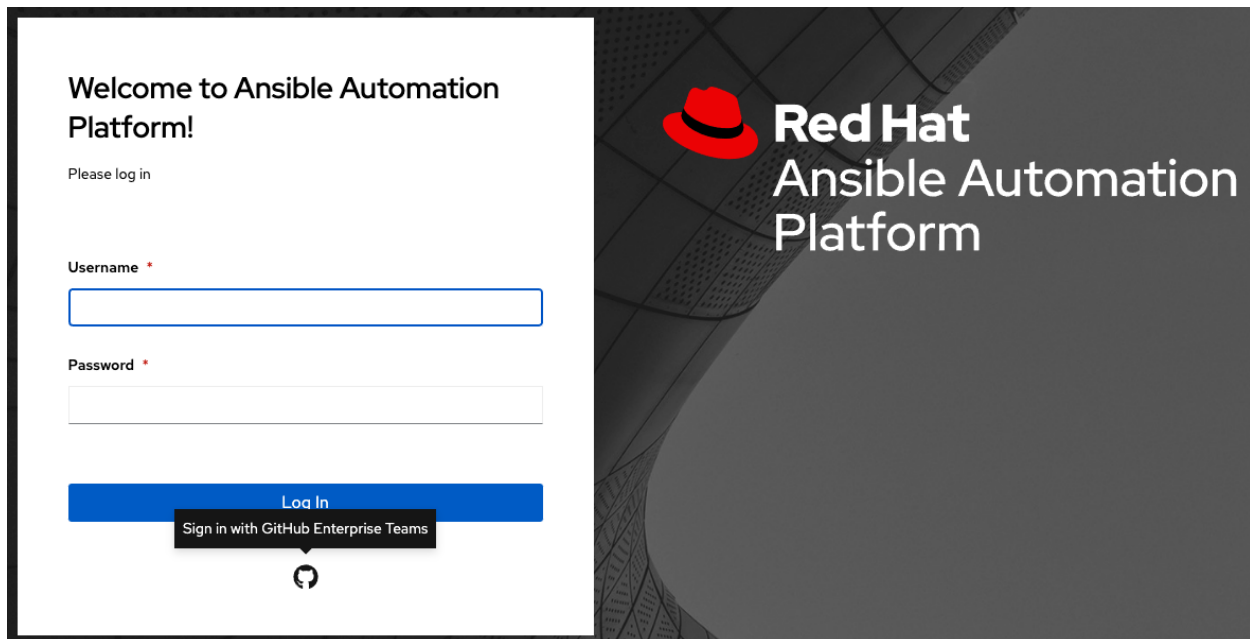 Welcome to Ansible Automation
Platform!
Please log in
Username *
Password *
Log In
Sign in with GitHub Enterprise Teams
Red Hat
Ansible Automation
Platform